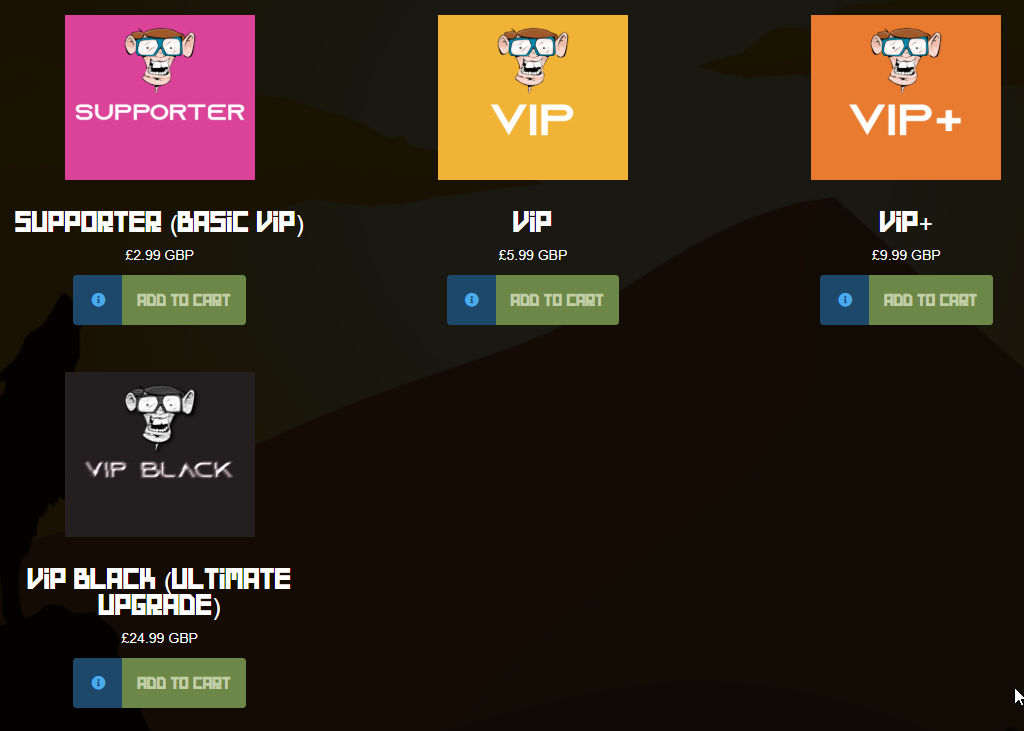 SUPPORTER
VIP
VIP+
SUPPORTER (BASIC VIP)
VIP
VIP+
£2.99 GBP
£5.99 GBP
£9.99 GBP
ADD TO CART
ADD TO CART
ADD TO CART
VIP BLACK
VIP BLACK (ULTIMATE
UPGRADE)
£24.99 GBP
ADD TO CART